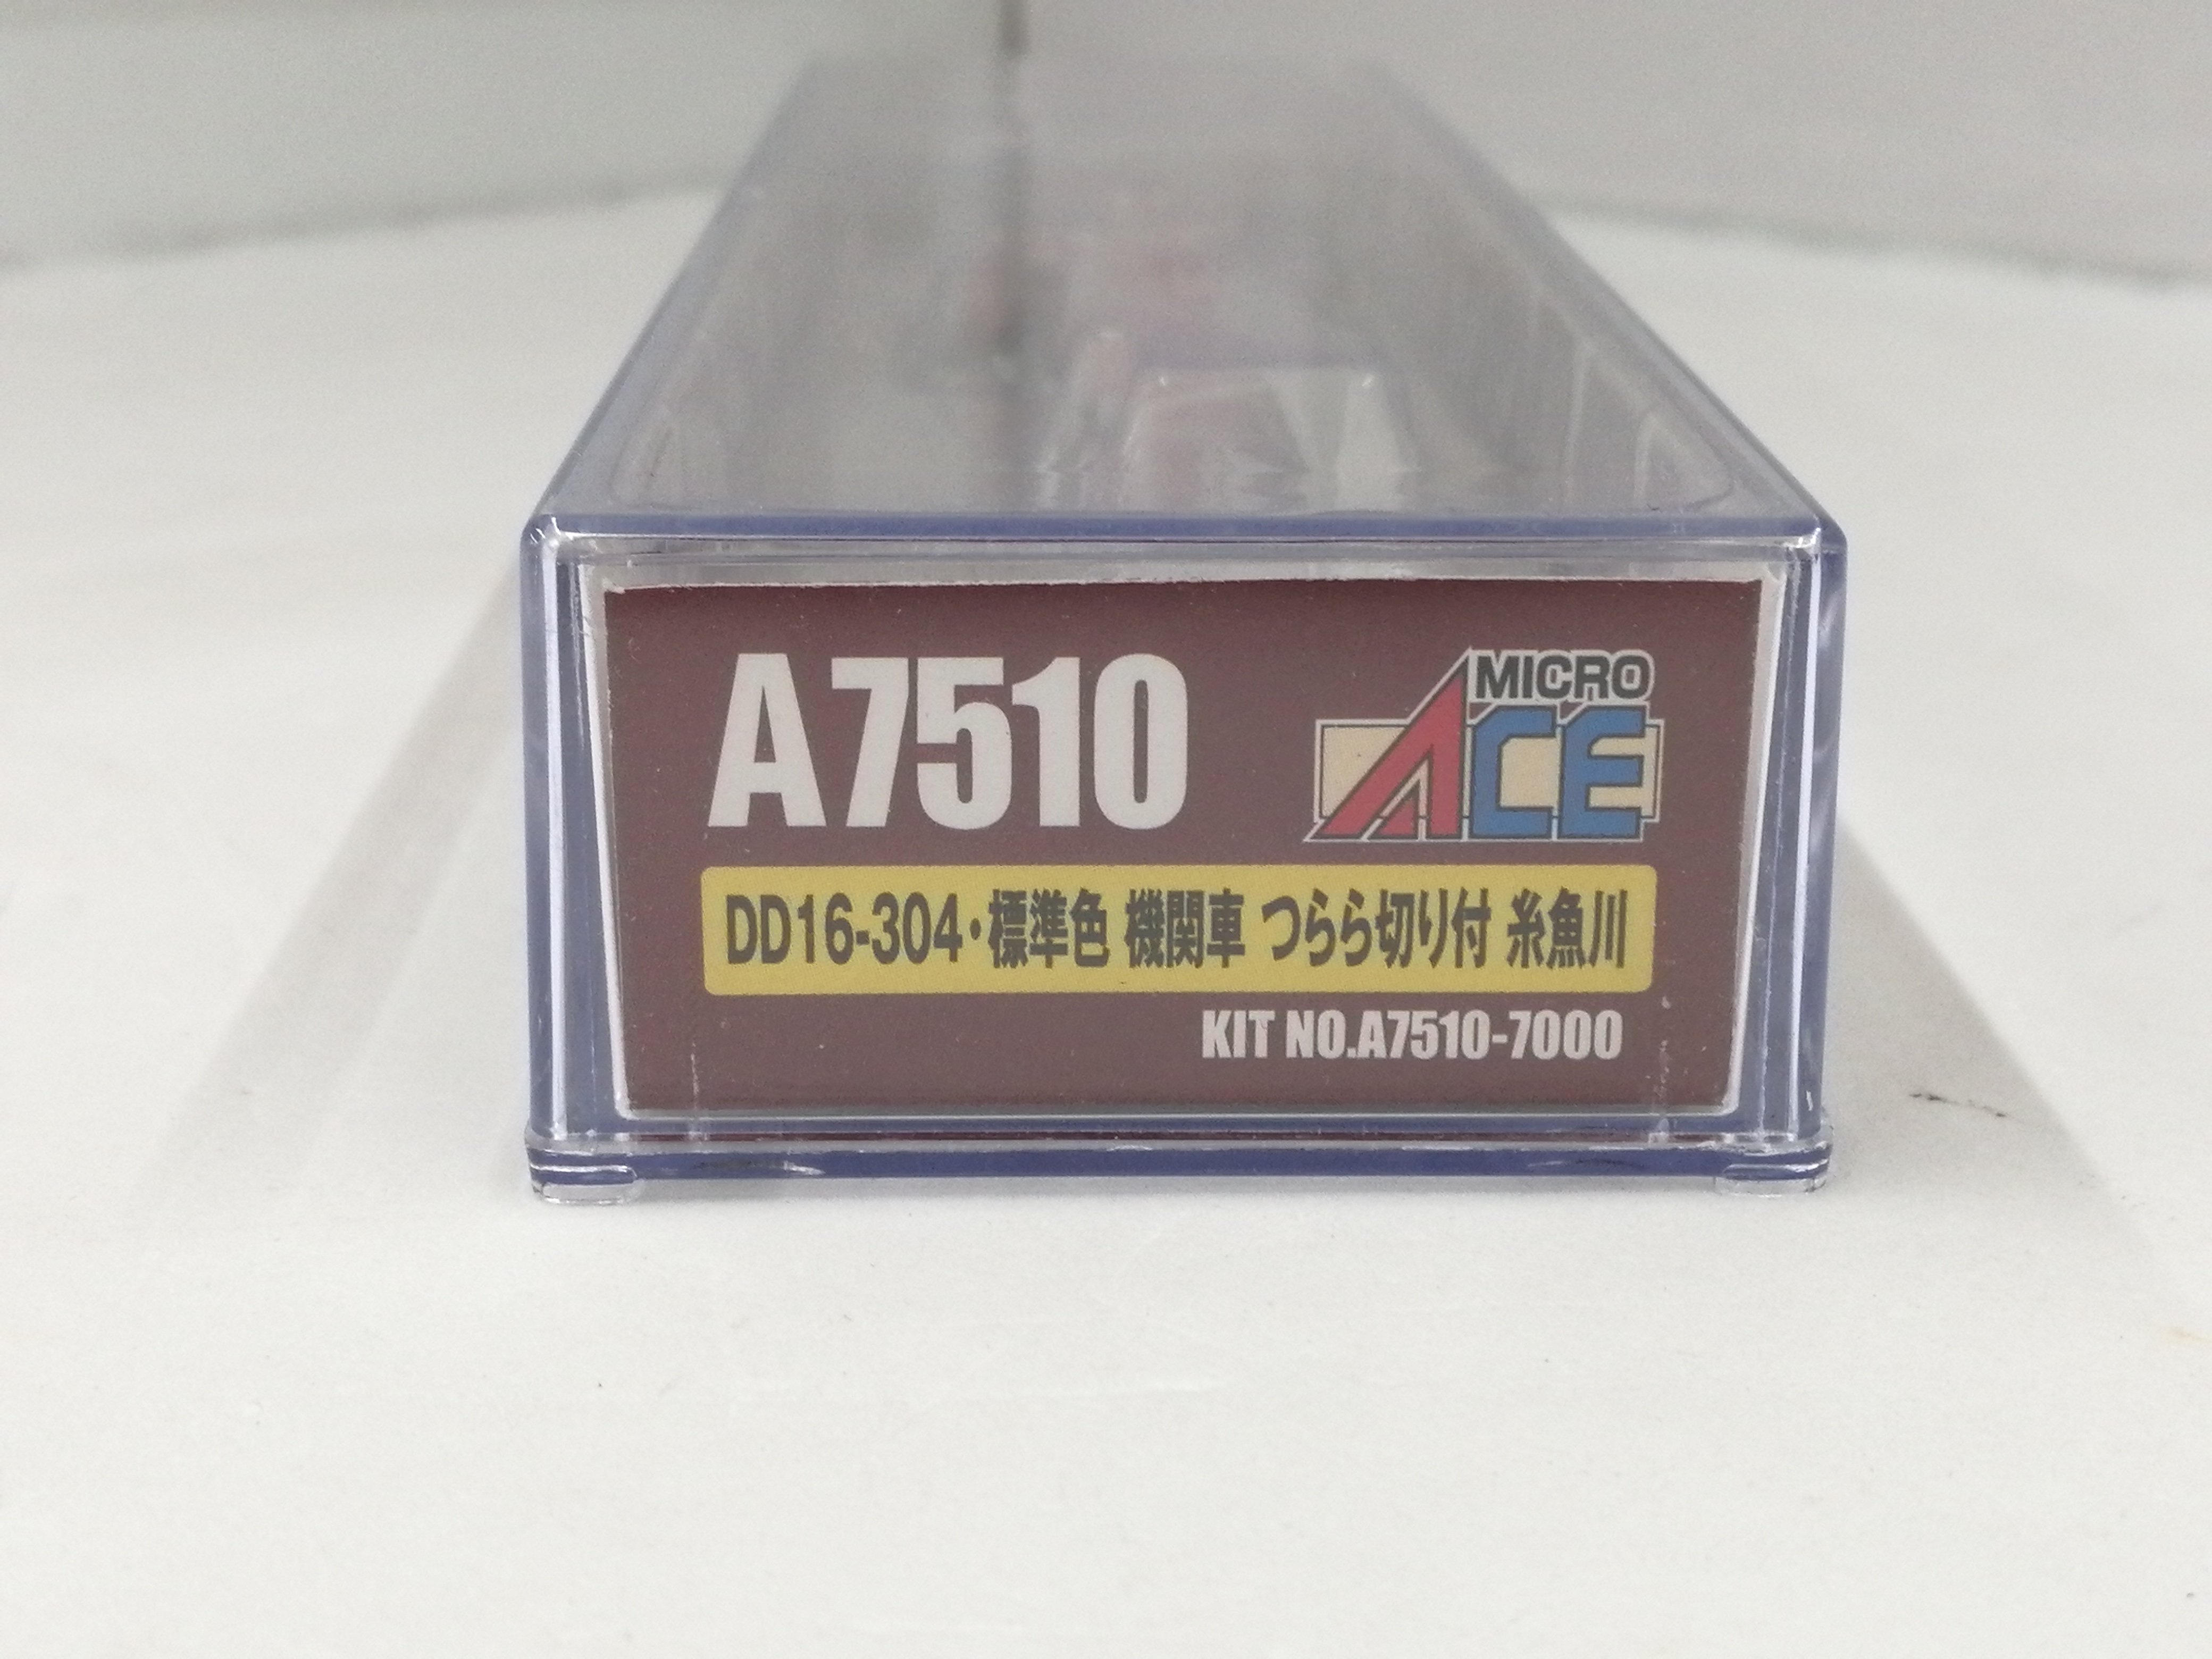 A7510
MICRO
ACE
DD16-304・標準色 機関車 つらら切り付 糸魚川
KIT NO.A7510-7000